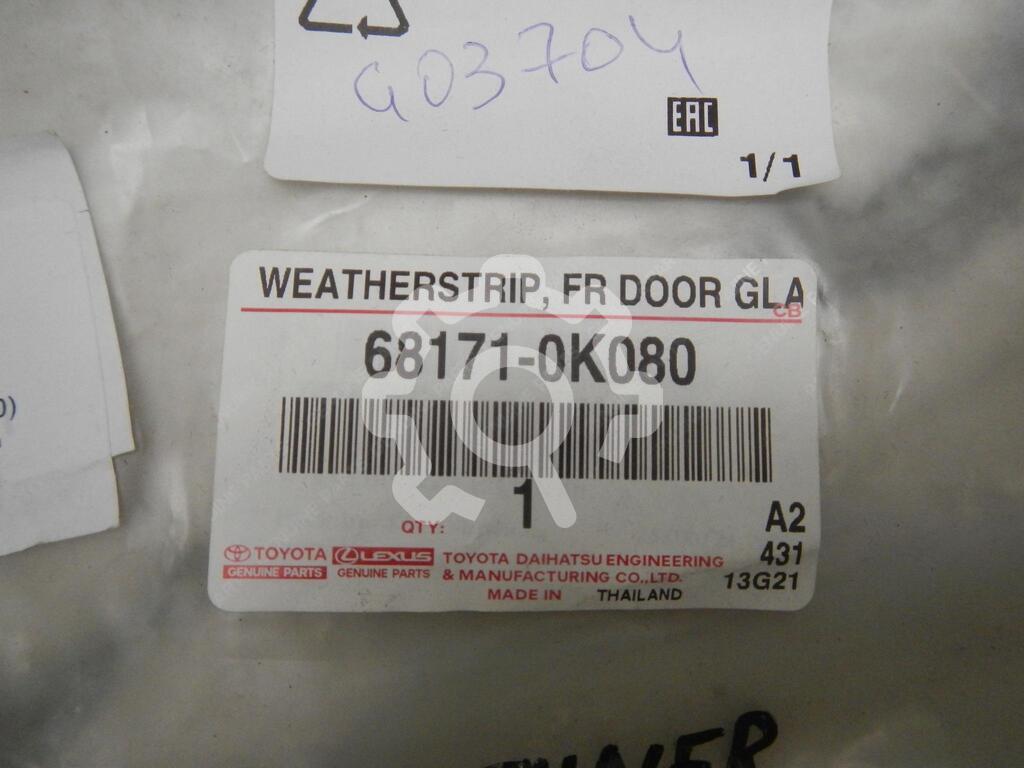 G03704
EAC
1/1
WEATHERSTRIP, FR DOOR GLA
CB
68171-0K080
1
QTY:
A2
431
13G21
TOYOTA
GENUINE PARTS
LEXUS
GENUINE PARTS
TOYOTA DAIHATSU ENGINEERING
& MANUFACTURING CO.,LTD.
MADE IN THAILAND
0)